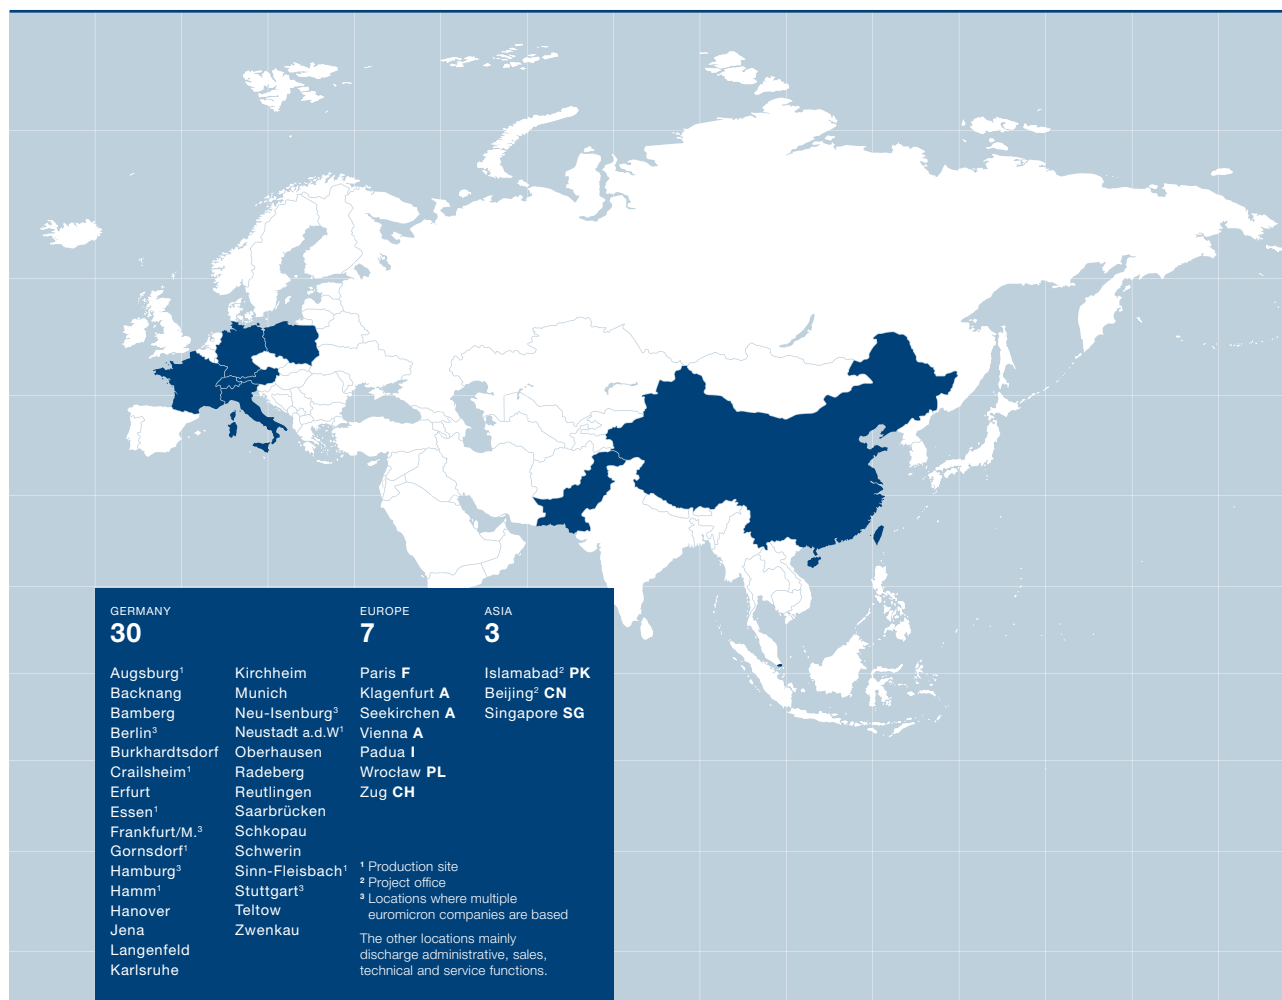 GERMANY
30
Augsburg¹
Backnang
Bamberg
Berlin³
Burkhardtsdorf
Crailsheim¹
Erfurt
Essen¹
Frankfurt/M.³
Gornsdorf¹
Hamburg³
Hamm¹
Hanover
Jena
Langenfeld
Karlsruhe
Kirchheim
Munich
Neu-Isenburg³
Neustadt a.d.W¹
Oberhausen
Radeberg
Reutlingen
Saarbrücken
Schkopau
Schwerin
Sinn-Fleisbach¹
Stuttgart³
Teltow
Zwenkau
EUROPE
7
Paris F
Klagenfurt A
Seekirchen A
Vienna A
Padua I
Wrocław PL
Zug CH
ASIA
3
Islamabad² PK
Beijing² CN
Singapore SG
¹ Production site
² Project office
³ Locations where multiple
euromicron companies are based
The other locations mainly
discharge administrative, sales,
technical and service functions.